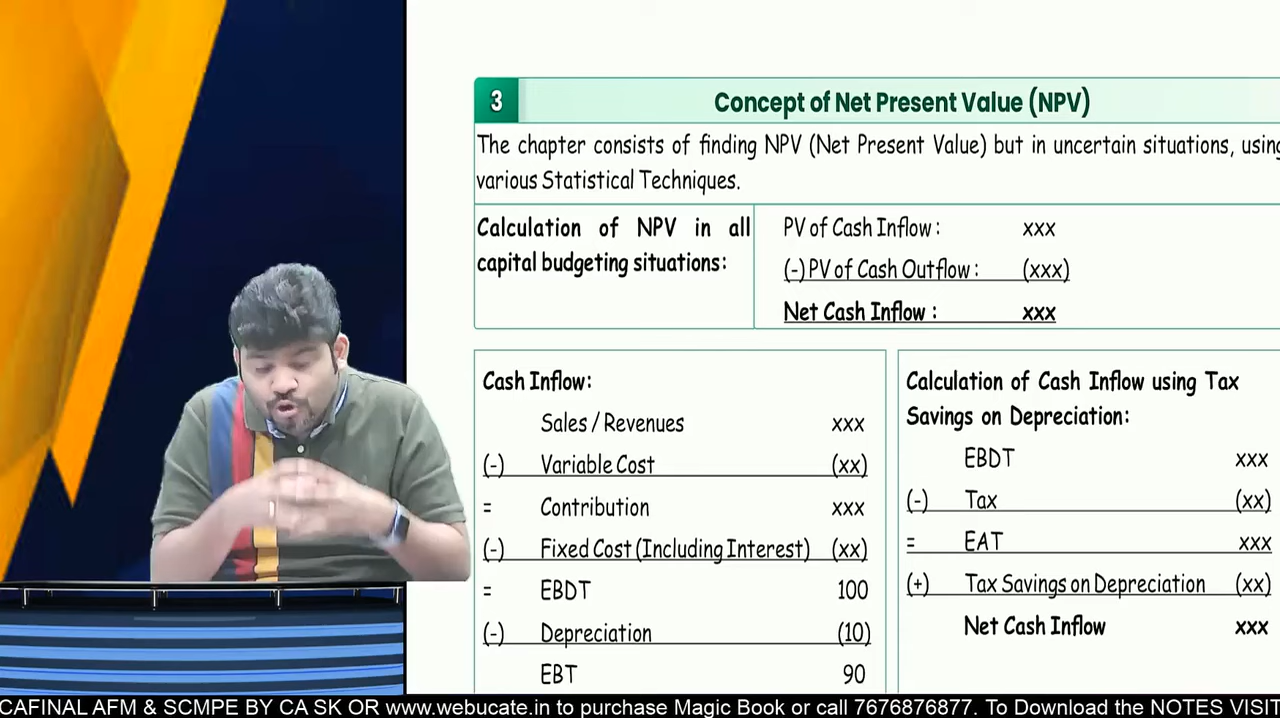 3
Concept of Net Present Value (NPV)
The chapter consists of finding NPV (Net Present Value) but in uncertain situations, using
various Statistical Techniques.
Calculation of NPV in all
capital budgeting situations:
PV of Cash Inflow : xxx
(-) PV of Cash Outflow : (xxx)
Net Cash Inflow : xxx
Cash Inflow:
Sales / Revenues xxx
(-) Variable Cost (xx)
= Contribution xxx
(-) Fixed Cost (Including Interest) (xx)
= EBDT 100
(-) Depreciation (10)
EBT 90
Calculation of Cash Inflow using Tax
Savings on Depreciation:
EBDT xxx
(-) Tax (xx)
= EAT xxx
(+) Tax Savings on Depreciation (xx)
Net Cash Inflow xxx
CAFINAL AFM & SCMPE BY CA SK OR www.webucate.in to purchase Magic Book or call 7676876877. To Download the NOTES VISIT